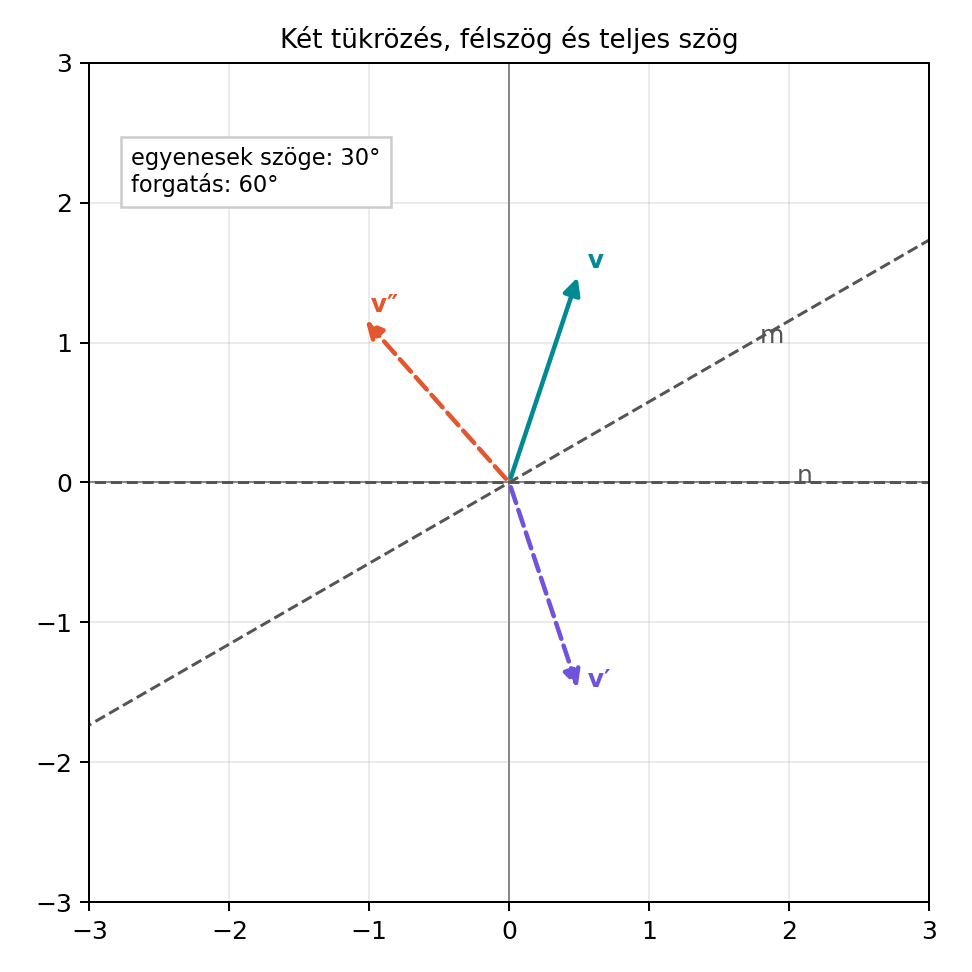 Két tükrözés, félszög és teljes szög
3
egyenesek szöge: 30°
forgatás: 60°
2
v
v″
1
m
n
0
−1
v′
−2
−3
−3 −2 −1 0 1 2 3